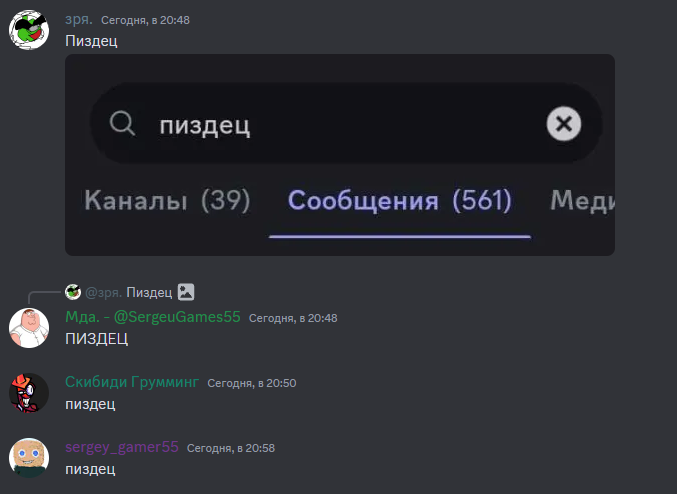 зря. Сегодня, в 20:48
Пиздец
пиздец
Каналы (39) Сообщения (561) Меди
@зря. Пиздец
Мда. - @SergeuGames55 Сегодня, в 20:48
ПИЗДЕЦ
Скибиди Грумминг Сегодня, в 20:50
пиздец
sergey_gamer55 Сегодня, в 20:58
пиздец